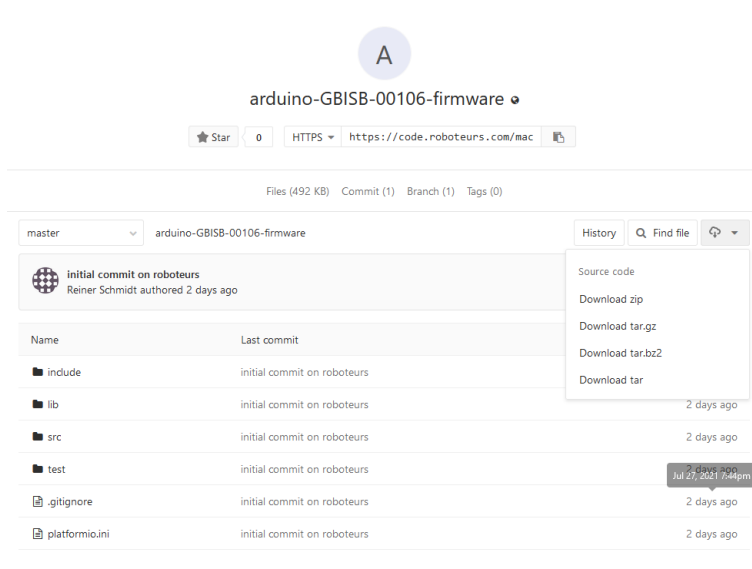 A
arduino-GBISB-00106-firmware
Star 0 HTTPS https://code.roboteurs.com/mac
Files (492 KB) Commit (1) Branch (1) Tags (0)
master arduino-GBISB-00106-firmware History Find file
initial commit on roboteurs
Reiner Schmidt authored 2 days ago
Source code
Download zip
Download tar.gz
Download tar.bz2
Download tar
Name Last commit
include initial commit on roboteurs
lib initial commit on roboteurs 2 days ago
src initial commit on roboteurs 2 days ago
test initial commit on roboteurs 2 days ago
Jul 27, 2021 7:44pm
.gitignore initial commit on roboteurs 2 days ago
platformio.ini initial commit on roboteurs 2 days ago